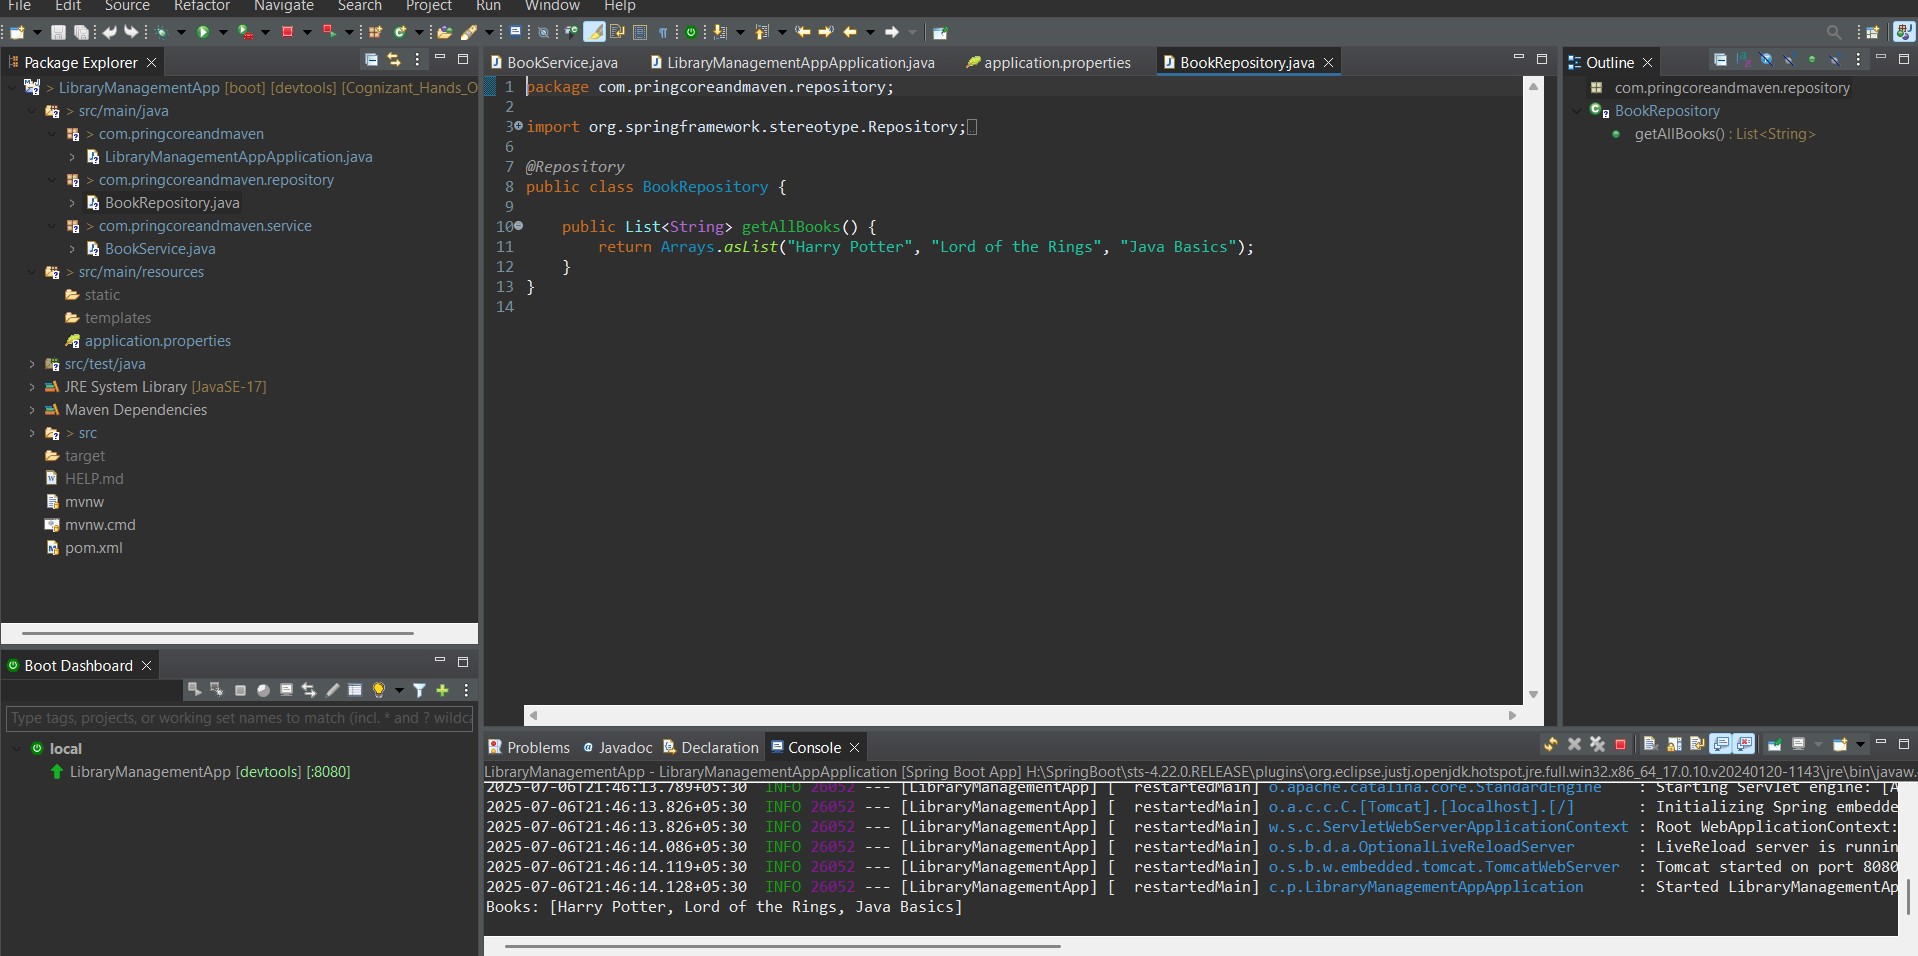 File Edit Source Refactor Navigate Search Project Run Window Help
Package Explorer
> LibraryManagementApp [boot] [devtools] [Cognizant_Hands_O
> src/main/java
> com.pringcoreandmaven
LibraryManagementAppApplication.java
> com.pringcoreandmaven.repository
BookRepository.java
> com.pringcoreandmaven.service
BookService.java
> src/main/resources
static
templates
application.properties
src/test/java
JRE System Library [JavaSE-17]
Maven Dependencies
> src
target
HELP.md
mvnw
mvnw.cmd
pom.xml
Boot Dashboard
Type tags, projects, or working set names to match (incl. * and ? wildca
local
LibraryManagementApp [devtools] [:8080]
BookService.java LibraryManagementAppApplication.java application.properties BookRepository.java
1 package com.pringcoreandmaven.repository;
2
3 import org.springframework.stereotype.Repository;
6
7 @Repository
8 public class BookRepository {
9
10 public List<String> getAllBooks() {
11 return Arrays.asList("Harry Potter", "Lord of the Rings", "Java Basics");
12 }
13 }
14
Outline
com.pringcoreandmaven.repository
BookRepository
getAllBooks() : List<String>
Problems Javadoc Declaration Console
LibraryManagementApp - LibraryManagementAppApplication [Spring Boot App] H:\SpringBoot\sts-4.22.0.RELEASE\plugins\org.eclipse.justj.openjdk.hotspot.jre.full.win32.x86_64_17.0.10.v20240120-1143\jre\bin\javaw.
2025-07-06T21:46:13.789+05:30 INFO 26052 --- [LibraryManagementApp] [ restartedMain] o.apache.catalina.core.StandardEngine : Starting Servlet engine: [A
2025-07-06T21:46:13.826+05:30 INFO 26052 --- [LibraryManagementApp] [ restartedMain] o.a.c.c.C.[Tomcat].[localhost].[/] : Initializing Spring embedde
2025-07-06T21:46:13.826+05:30 INFO 26052 --- [LibraryManagementApp] [ restartedMain] w.s.c.ServletWebServerApplicationContext : Root WebApplicationContext:
2025-07-06T21:46:14.086+05:30 INFO 26052 --- [LibraryManagementApp] [ restartedMain] o.s.b.d.a.OptionalLiveReloadServer : LiveReload server is runnin
2025-07-06T21:46:14.119+05:30 INFO 26052 --- [LibraryManagementApp] [ restartedMain] o.s.b.w.embedded.tomcat.TomcatWebServer : Tomcat started on port 8080
2025-07-06T21:46:14.128+05:30 INFO 26052 --- [LibraryManagementApp] [ restartedMain] c.p.LibraryManagementAppApplication : Started LibraryManagementAp
Books: [Harry Potter, Lord of the Rings, Java Basics]